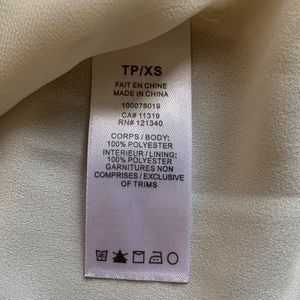 TP/XS
FAIT EN CHINE
MADE IN CHINA
100076019
CA# 11319
RN# 121340
CORPS / BODY:
100% POLYESTER
INTÉRIEUR / LINING:
100% POLYESTER
GARNITURES NON
COMPRISES / EXCLUSIVE
OF TRIMS